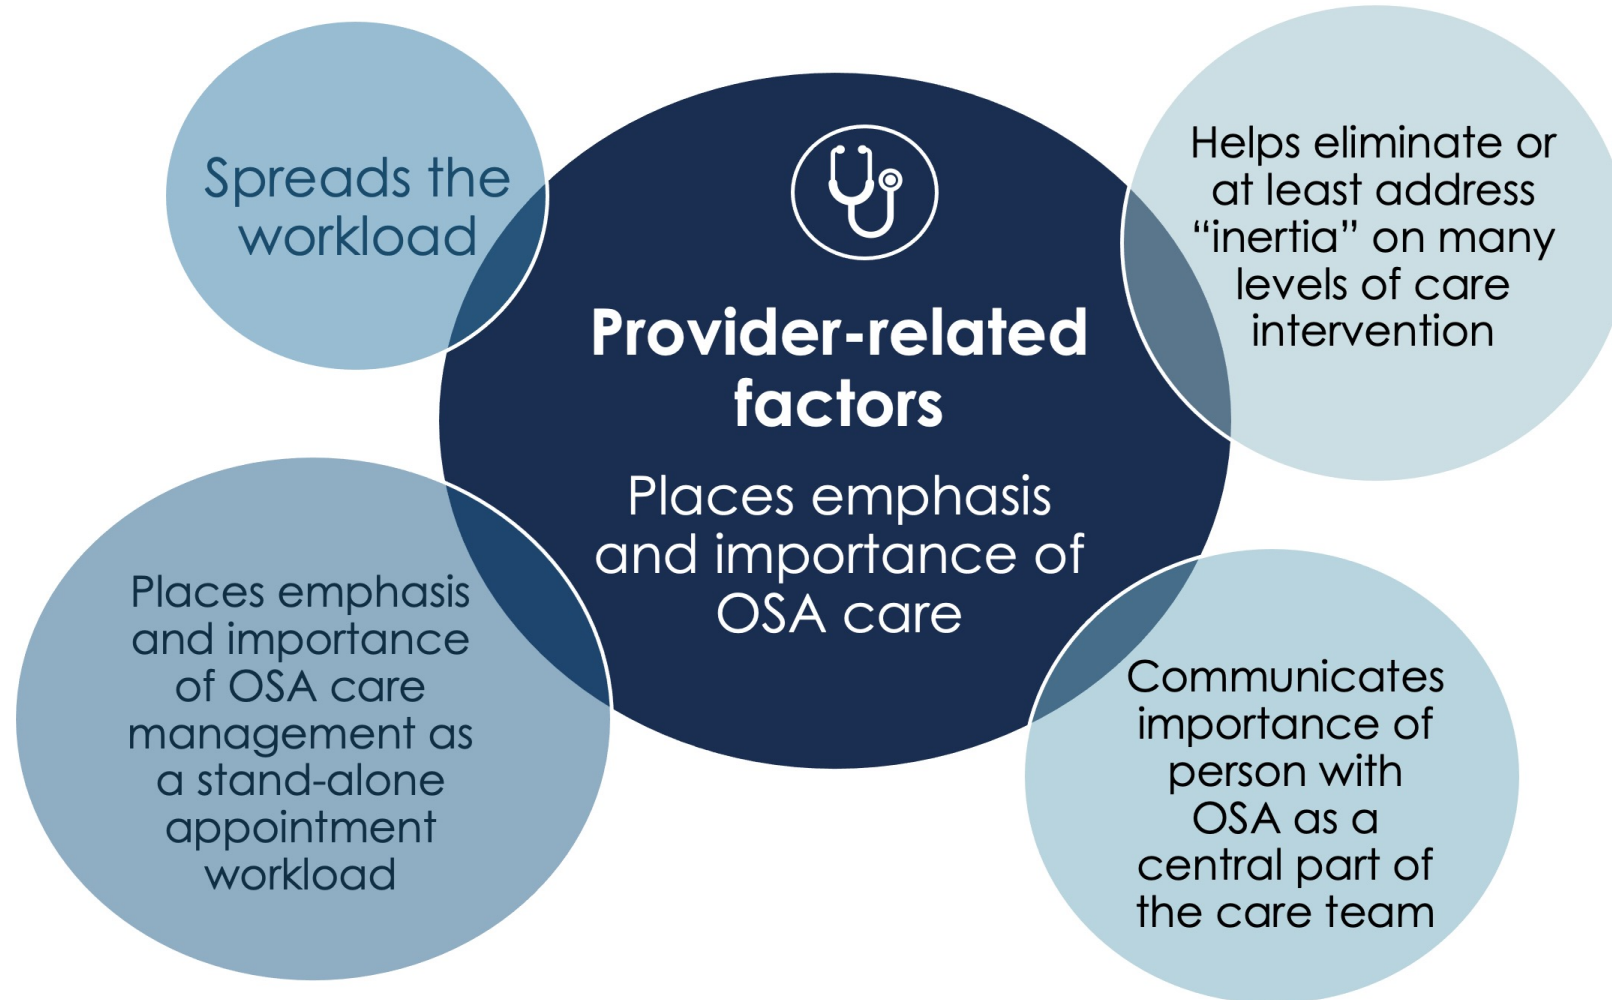 Spreads the
workload
Provider-related
factors
Places emphasis
and importance of
OSA care
Helps eliminate or
at least address
“inertia” on many
levels of care
intervention
Places emphasis
and importance
of OSA care
management as
a stand-alone
appointment
workload
Communicates
importance of
person with
OSA as a
central part of
the care team